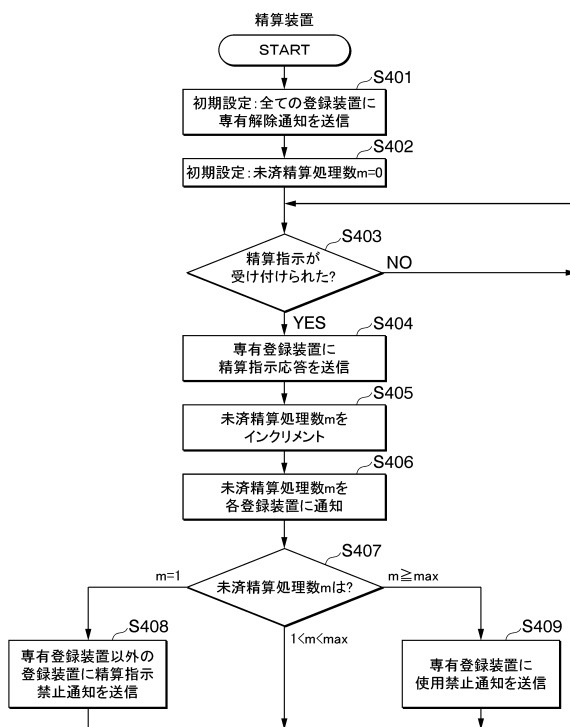 精算装置
START
S401
初期設定:全ての登録装置に
専有解除通知を送信
S402
初期設定:未済精算処理数m=0
S403
精算指示が
受け付けられた?
NO
YES
S404
専有登録装置に
精算指示応答を送信
S405
未済精算処理数mを
インクリメント
S406
未済精算処理数mを
各登録装置に通知
S407
未済精算処理数mは?
m=1
m≧max
1<m<max
S408
専有登録装置以外の
登録装置に精算指示
禁止通知を送信
S409
専有登録装置に
使用禁止通知を送信